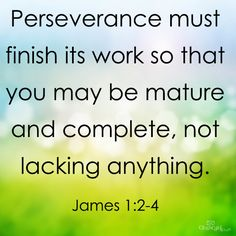 Perseverance must
finish its work so that
you may be mature
and complete, not
lacking anything.
James 1:2-4